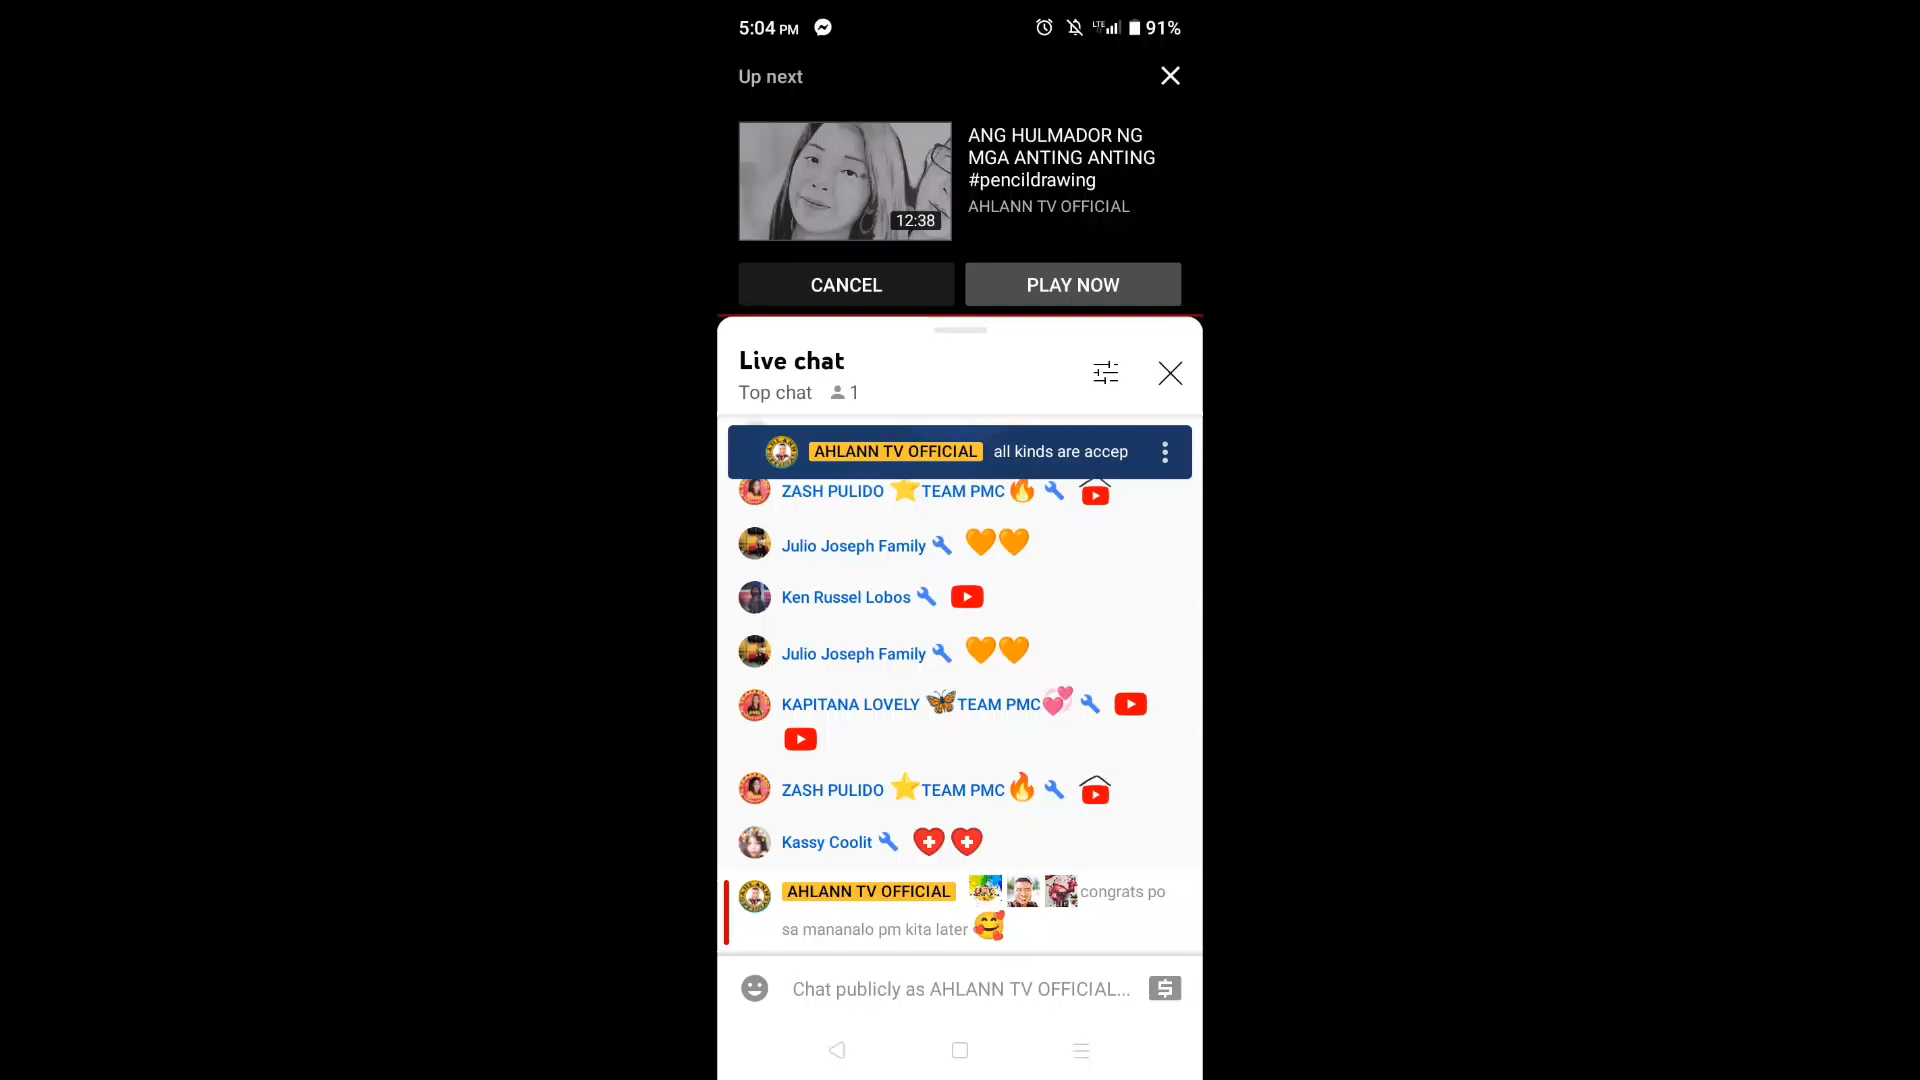 5:04 PM
LTE 91%
Up next
ANG HULMADOR NG
MGA ANTING ANTING
#pencildrawing
AHLANN TV OFFICIAL
12:38
CANCEL
PLAY NOW
Live chat
Top chat 1
AHLANN TV OFFICIAL all kinds are accep
ZASH PULIDO ⭐TEAM PMC🔥
Julio Joseph Family 🧡🧡
Ken Russel Lobos
Julio Joseph Family 🧡🧡
KAPITANA LOVELY 🦋TEAM PMC💞
ZASH PULIDO ⭐TEAM PMC🔥
Kassy Coolit
AHLANN TV OFFICIAL congrats po
sa mananalo pm kita later 🥰
Chat publicly as AHLANN TV OFFICIAL...